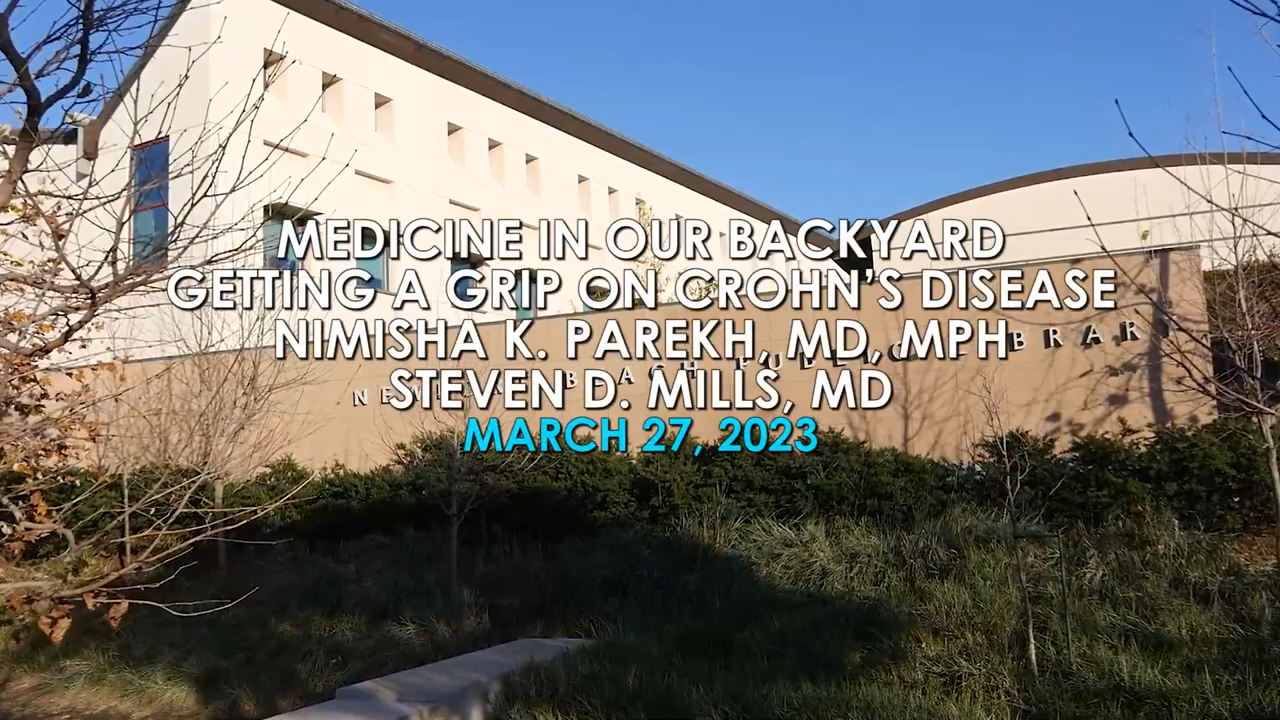 MEDICINE IN OUR BACKYARD
GETTING A GRIP ON CROHN'S DISEASE
NIMISHA K. PAREKH, MD, MPH
STEVEN D. MILLS, MD
MARCH 27, 2023